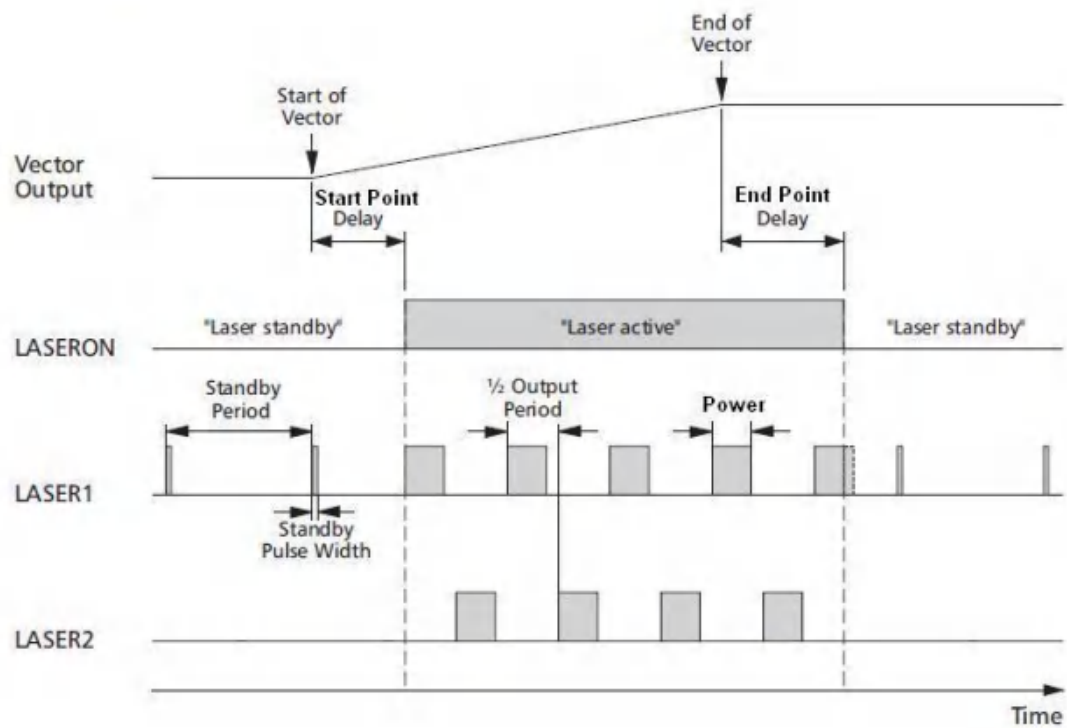 End of
Vector
Start of
Vector
Vector
Output
Start Point
Delay
End Point
Delay
"Laser standby"
"Laser active"
"Laser standby"
LASERON
Standby
Period
½ Output
Period
Power
LASER1
Standby
Pulse Width
LASER2
Time